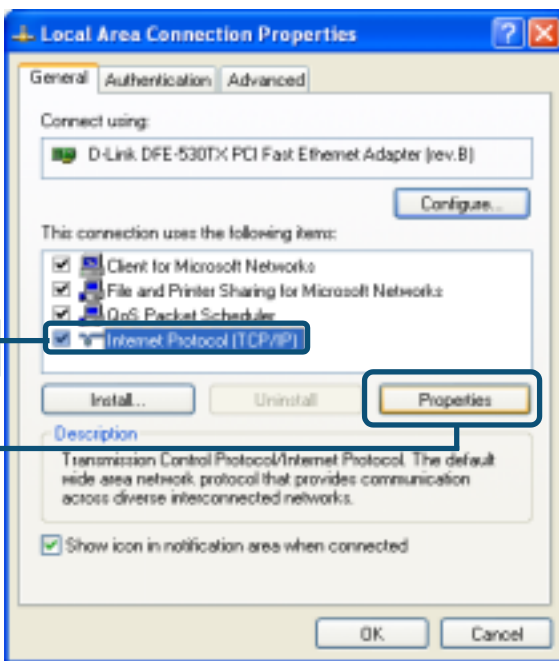 Local Area Connection Properties
General Authentication Advanced
Connect using:
D-Link DFE-530TX PCI Fast Ethernet Adapter (rev.B)
Configure...
This connection uses the following items:
Client for Microsoft Networks
File and Printer Sharing for Microsoft Networks
QoS Packet Scheduler
Internet Protocol (TCP/IP)
Install... Uninstall Properties
Description
Transmission Control Protocol/Internet Protocol. The default
wide area network protocol that provides communication
across diverse interconnected networks.
Show icon in notification area when connected
OK Cancel